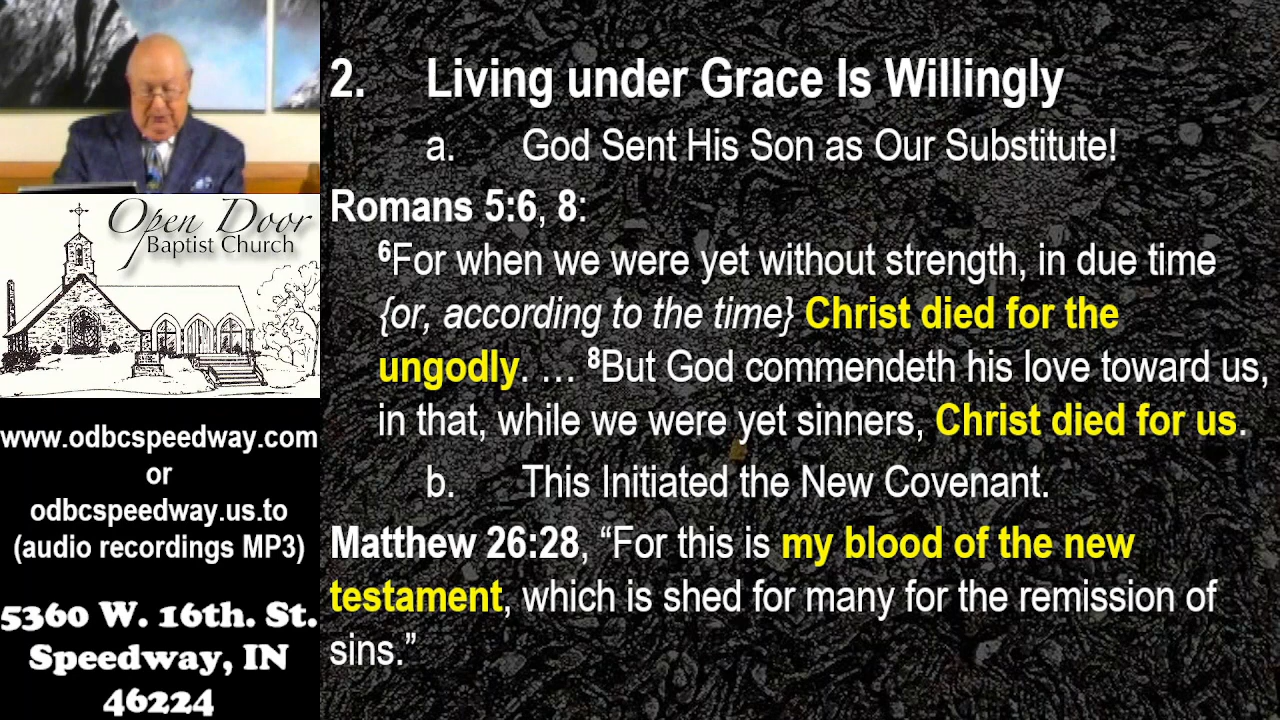 Open Door
Baptist Church
www.odbcspeedway.com
or
odbcspeedway.us.to
(audio recordings MP3)
5360 W. 16th. St.
Speedway, IN
46224
2. Living under Grace Is Willingly
a. God Sent His Son as Our Substitute!
Romans 5:6, 8:
6For when we were yet without strength, in due time
{or, according to the time} Christ died for the
ungodly. … 8But God commendeth his love toward us,
in that, while we were yet sinners, Christ died for us.
b. This Initiated the New Covenant.
Matthew 26:28, “For this is my blood of the new
testament, which is shed for many for the remission of
sins.”